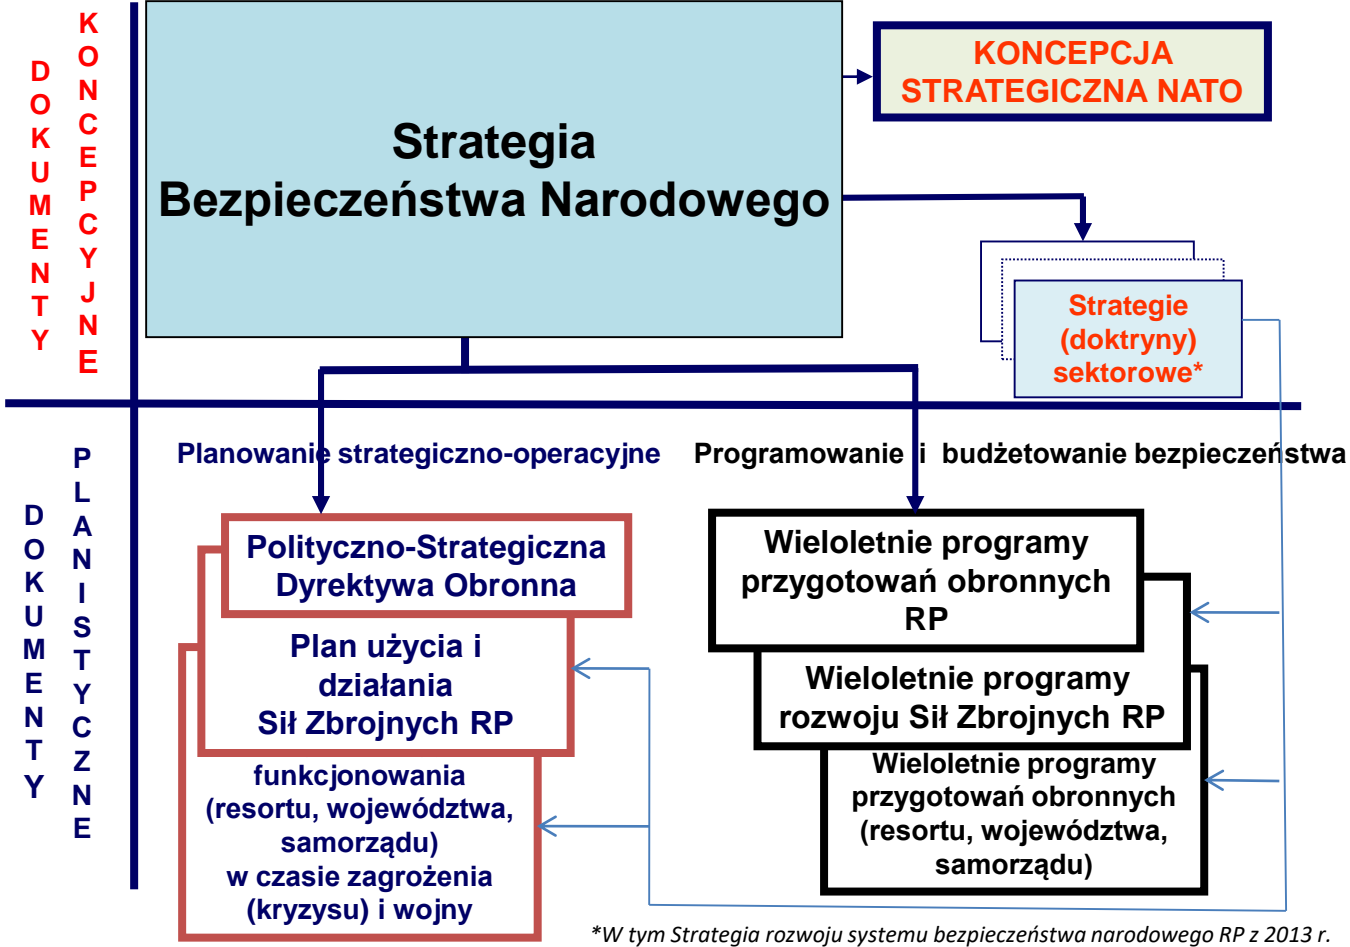 DOKUMENTY
KONCEPCYJNE
Strategia
Bezpieczeństwa Narodowego
KONCEPCJA
STRATEGICZNA NATO
Strategie
(doktryny)
sektorowe*
DOKUMENTY
PLANISTYCZNE
Planowanie strategiczno-operacyjne
Programowanie i budżetowanie bezpieczeństwa
Polityczno-Strategiczna
Dyrektywa Obronna
Plan użycia i
działania
Sił Zbrojnych RP
funkcjonowania
(resortu, województwa,
samorządu)
w czasie zagrożenia
(kryzysu) i wojny
Wieloletnie programy
przygotowań obronnych
RP
Wieloletnie programy
rozwoju Sił Zbrojnych RP
Wieloletnie programy
przygotowań obronnych
(resortu, województwa,
samorządu)
*W tym Strategia rozwoju systemu bezpieczeństwa narodowego RP z 2013 r.